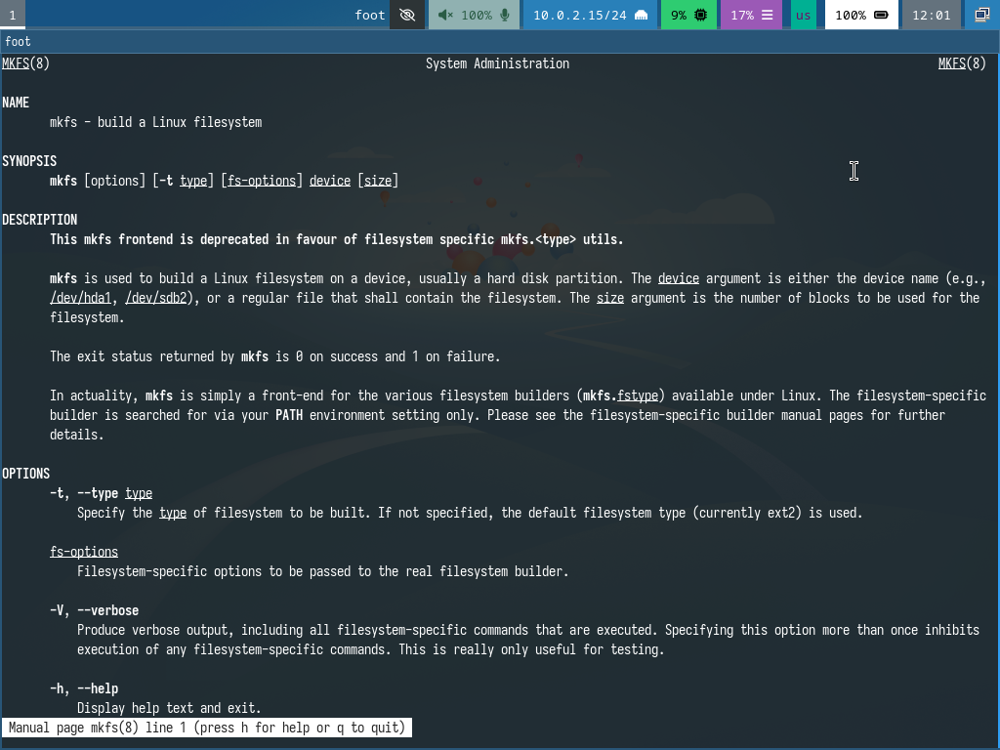 1 foot 100% 10.0.2.15/24 9% 17% us 100% 12:01
foot
MKFS(8) System Administration MKFS(8)
NAME
mkfs - build a Linux filesystem
SYNOPSIS
mkfs [options] [-t type] [fs-options] device [size]
DESCRIPTION
This mkfs frontend is deprecated in favour of filesystem specific mkfs.<type> utils.
mkfs is used to build a Linux filesystem on a device, usually a hard disk partition. The device argument is either the device name (e.g.,
/dev/hda1, /dev/sdb2), or a regular file that shall contain the filesystem. The size argument is the number of blocks to be used for the
filesystem.
The exit status returned by mkfs is 0 on success and 1 on failure.
In actuality, mkfs is simply a front-end for the various filesystem builders (mkfs.fstype) available under Linux. The filesystem-specific
builder is searched for via your PATH environment setting only. Please see the filesystem-specific builder manual pages for further
details.
OPTIONS
-t, --type type
Specify the type of filesystem to be built. If not specified, the default filesystem type (currently ext2) is used.
fs-options
Filesystem-specific options to be passed to the real filesystem builder.
-V, --verbose
Produce verbose output, including all filesystem-specific commands that are executed. Specifying this option more than once inhibits
execution of any filesystem-specific commands. This is really only useful for testing.
-h, --help
Display help text and exit.
Manual page mkfs(8) line 1 (press h for help or q to quit)